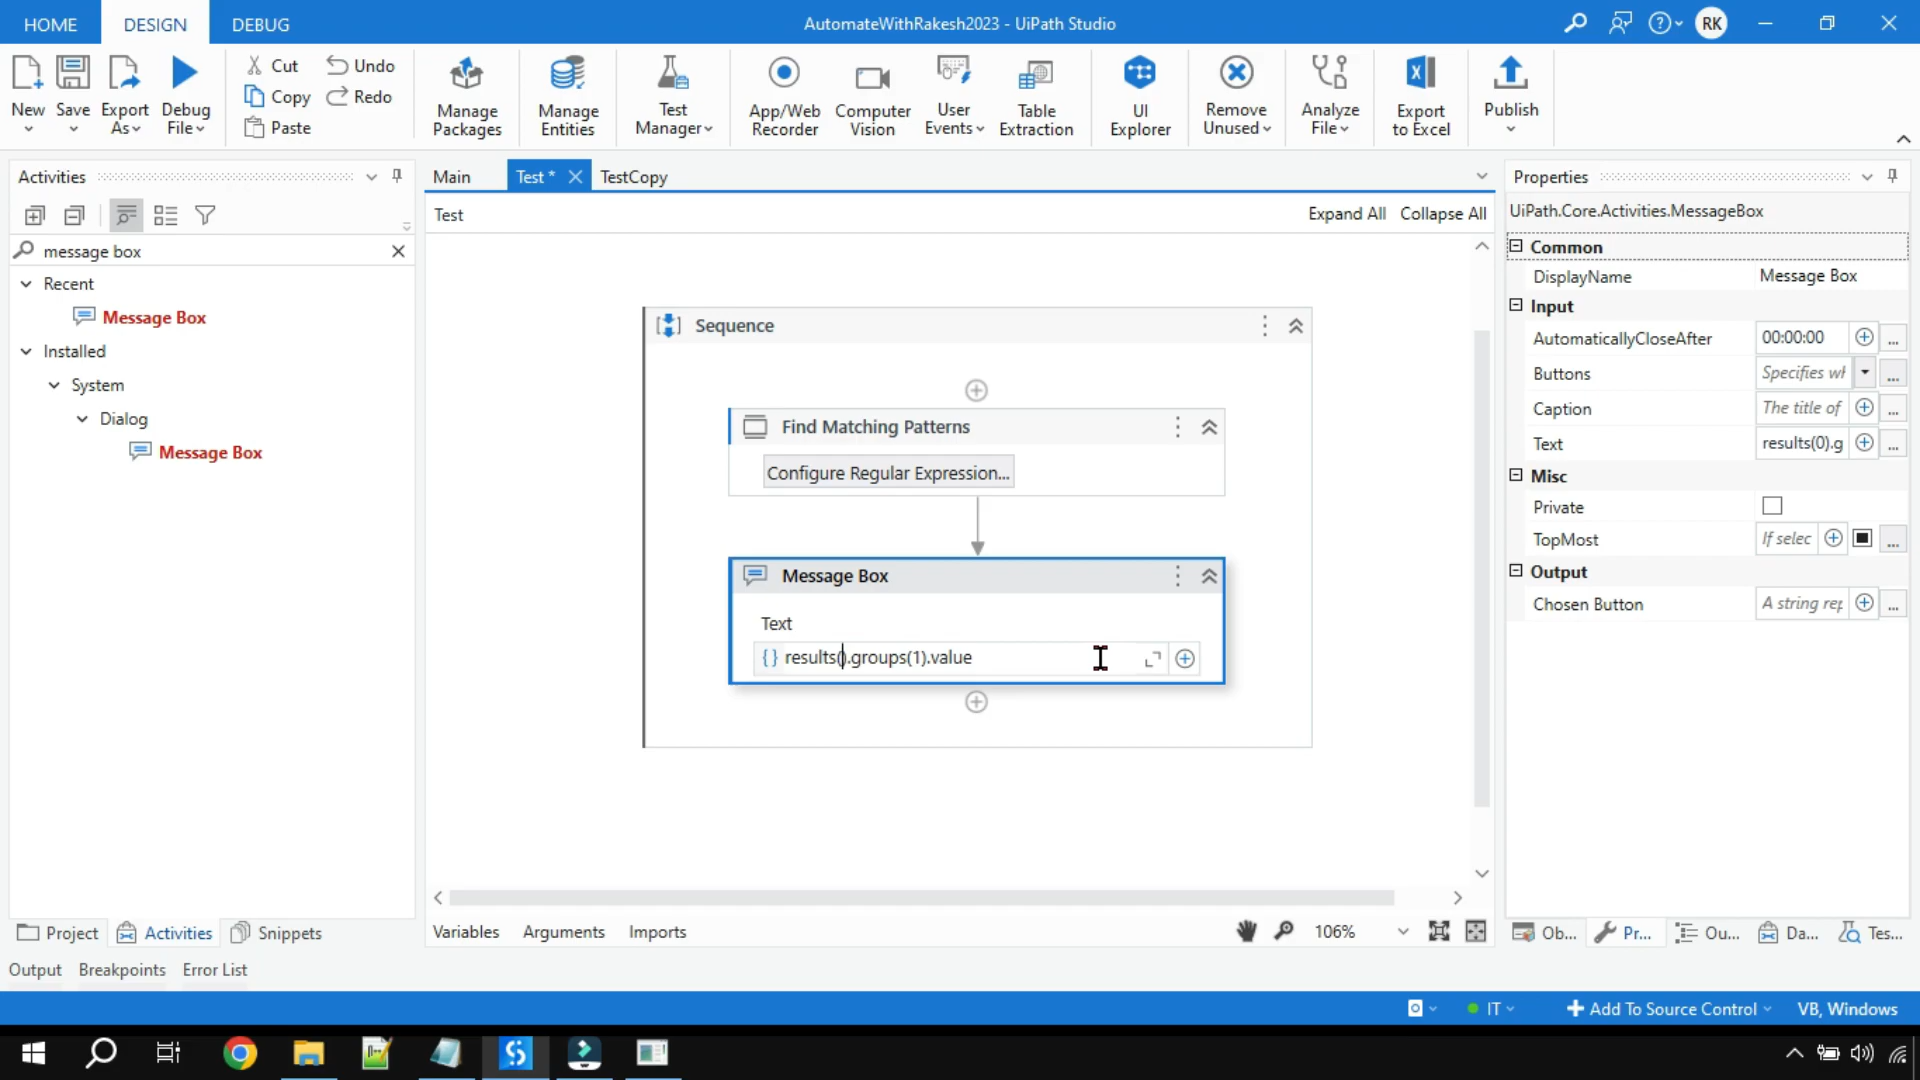 HOME DESIGN DEBUG AutomateWithRakesh2023 - UiPath Studio RK
New Save Export As Debug File
Cut Undo
Copy Redo
Paste
Manage Packages
Manage Entities
Test Manager
App/Web Recorder
Computer Vision
User Events
Table Extraction
UI Explorer
Remove Unused
Analyze File
Export to Excel
Publish
Activities
message box
Recent
Message Box
Installed
System
Dialog
Message Box
Project Activities Snippets
Main Test * TestCopy
Test Expand All Collapse All
Sequence
Find Matching Patterns
Configure Regular Expression...
Message Box
Text
{} results().groups(1).value
Variables Arguments Imports 106%
Properties
UiPath.Core.Activities.MessageBox
Common
DisplayName Message Box
Input
AutomaticallyCloseAfter 00:00:00 ...
Buttons Specifies wh ...
Caption The title of ...
Text results(0).g ...
Misc
Private
TopMost If selec ...
Output
Chosen Button A string rep ...
Ob... Pr... Ou... Da... Tes...
Output Breakpoints Error List
IT Add To Source Control VB, Windows